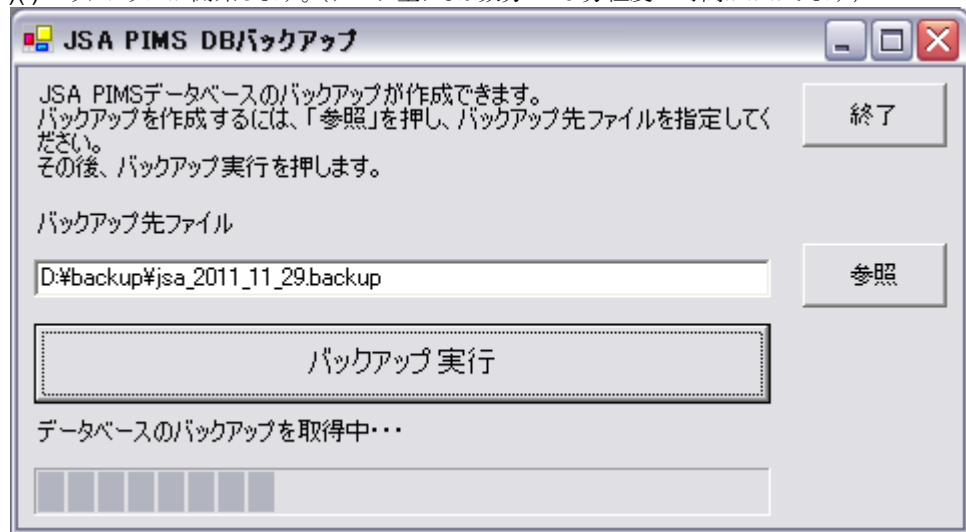 JSA PIMS DBバックアップ
JSA PIMSデータベースのバックアップが作成できます。
バックアップを作成するには、「参照」を押し、バックアップ先ファイルを指定してく
ださい。
その後、バックアップ実行を押します。
終了
バックアップ先ファイル
D:¥backup¥jsa_2011_11_29.backup
参照
バックアップ 実行
データベースのバックアップを取得中・・・